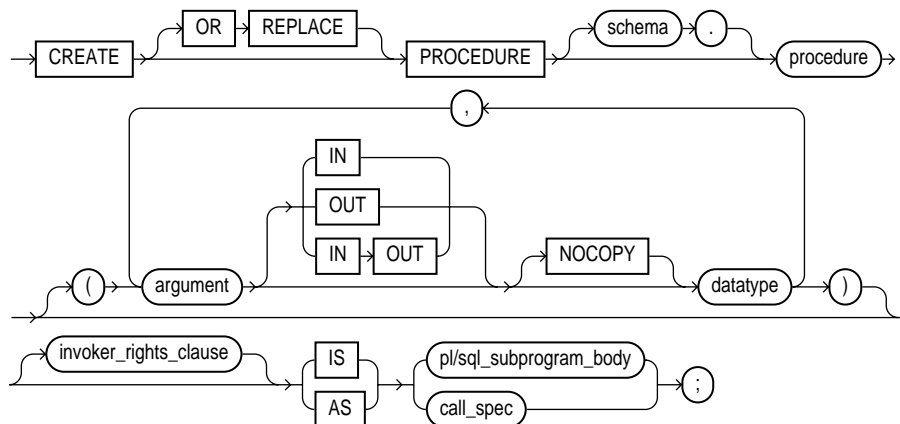 OR REPLACE schema .
CREATE PROCEDURE procedure
,
IN
OUT
IN OUT NOCOPY
( argument datatype )
invoker_rights_clause IS pl/sql_subprogram_body
AS call_spec ;